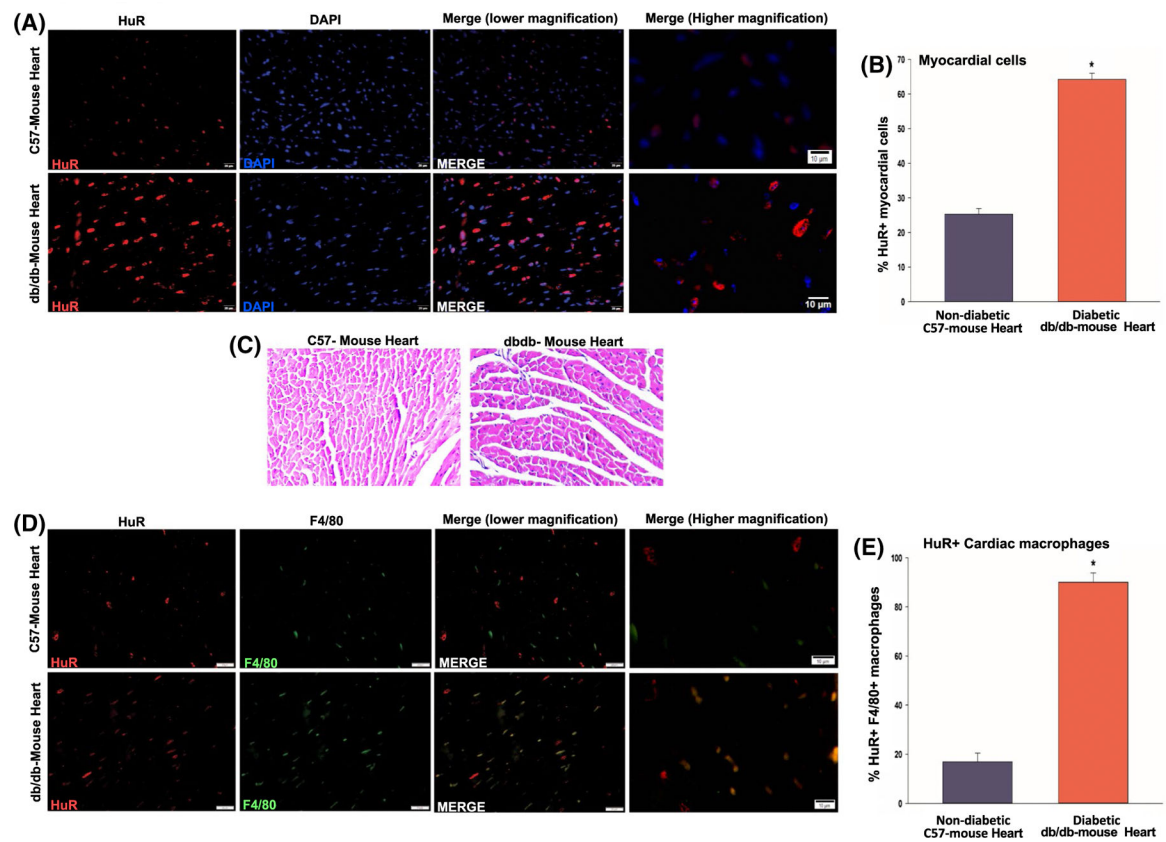 (A)
HuR
DAPI
Merge (lower magnification)
Merge (Higher magnification)
C57-Mouse Heart
HuR
DAPI
MERGE
10 µm
db/db-Mouse Heart
HuR
DAPI
MERGE
10 µm
(B)
Myocardial cells
% HuR+ myocardial cells
70
60
50
40
30
20
10
0
*
Non-diabetic
C57-mouse Heart
Diabetic
db/db-mouse Heart
(C)
C57- Mouse Heart
dbdb- Mouse Heart
(D)
HuR
F4/80
Merge (lower magnification)
Merge (Higher magnification)
C57-Mouse Heart
HuR
F4/80
MERGE
db/db-Mouse Heart
HuR
F4/80
MERGE
(E)
HuR+ Cardiac macrophages
% HuR+ F4/80+ macrophages
100
80
60
40
20
0
*
Non-diabetic
C57-mouse Heart
Diabetic
db/db-mouse Heart